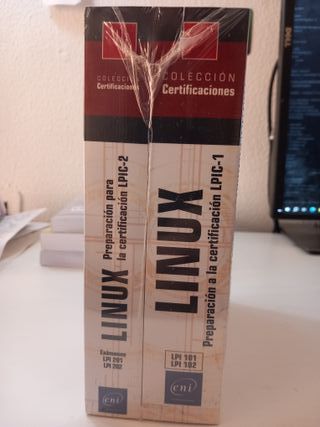 COLECCIÓN
Certificaciones
LINUX
Preparación para
la certificación LPIC-2
Exámenes
LPI 201
LPI 202
eni
COLECCIÓN
Certificaciones
LINUX
Preparación a la certificación LPIC-1
LPI 101
LPI 102
eni
DELL